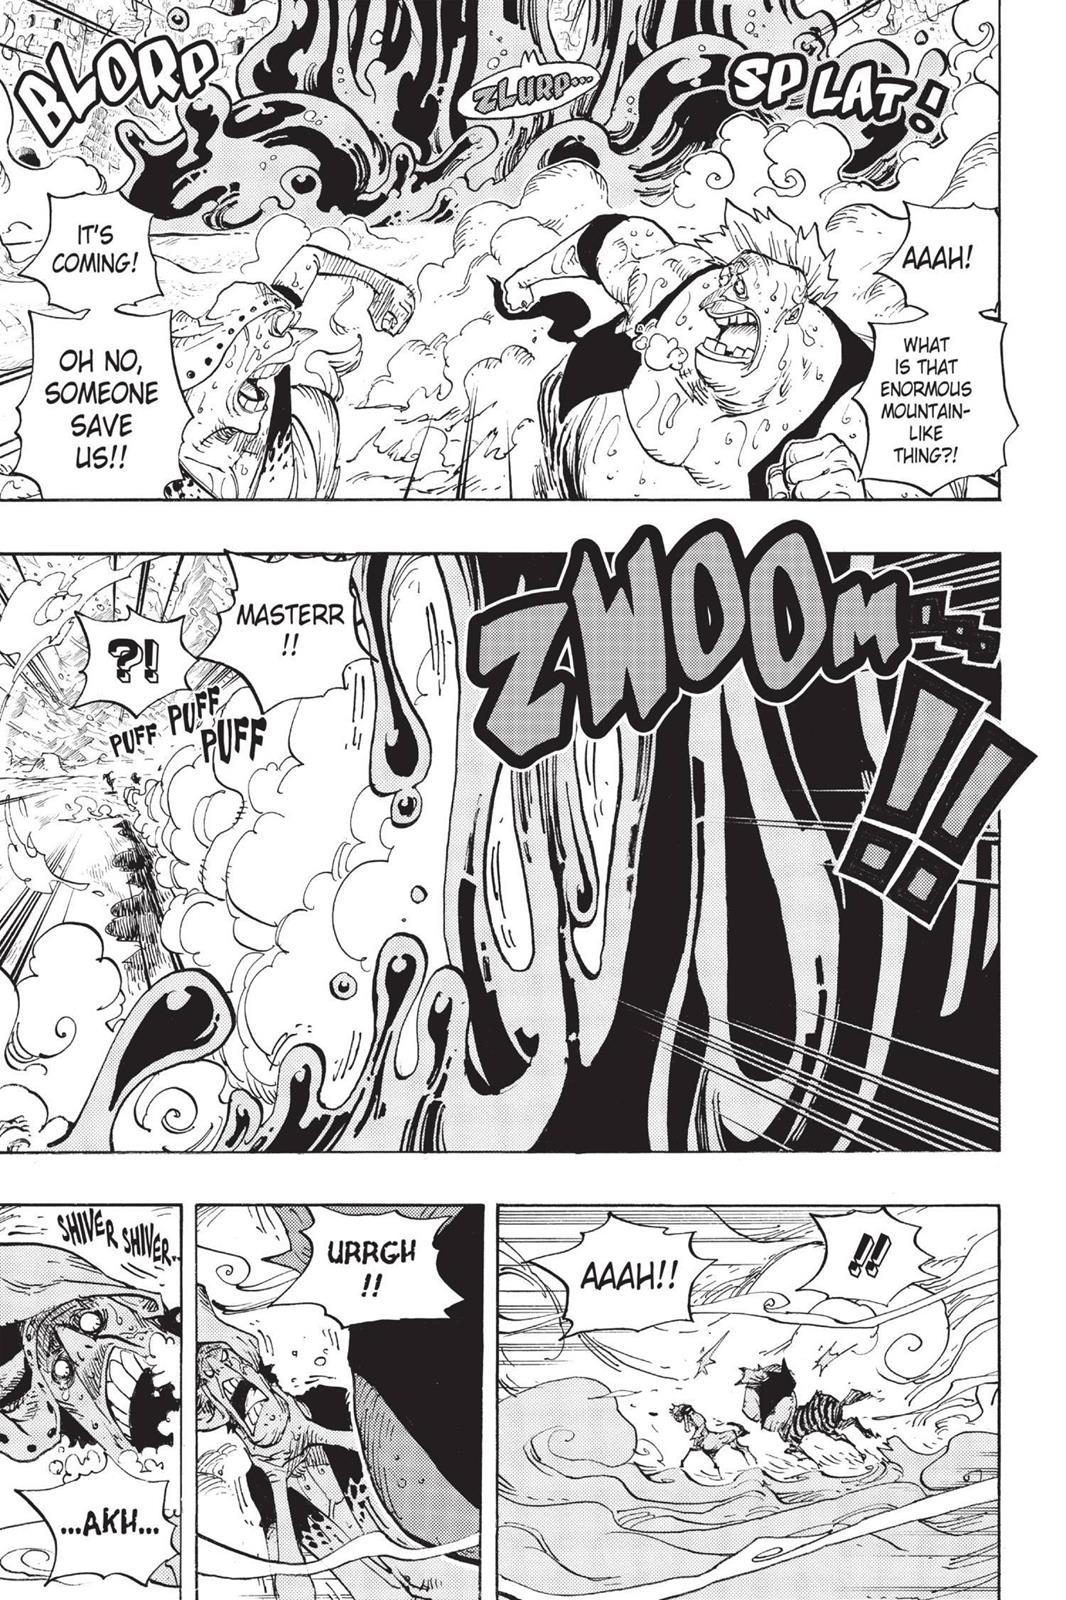 SPLAT!
ZLURP...
BLORP
AAAH!
WHAT
IS THAT
ENORMOUS
MOUNTAIN-
LIKE
THING?!
IT'S
COMING!
OH NO,
SOMEONE
SAVE
US!!
ZWOOM
!!
MASTERR
!!
?!
PUFF PUFF
PUFF
!!
AAAH!!
URRGH
!!
SHIVER SHIVER...
...AKH...